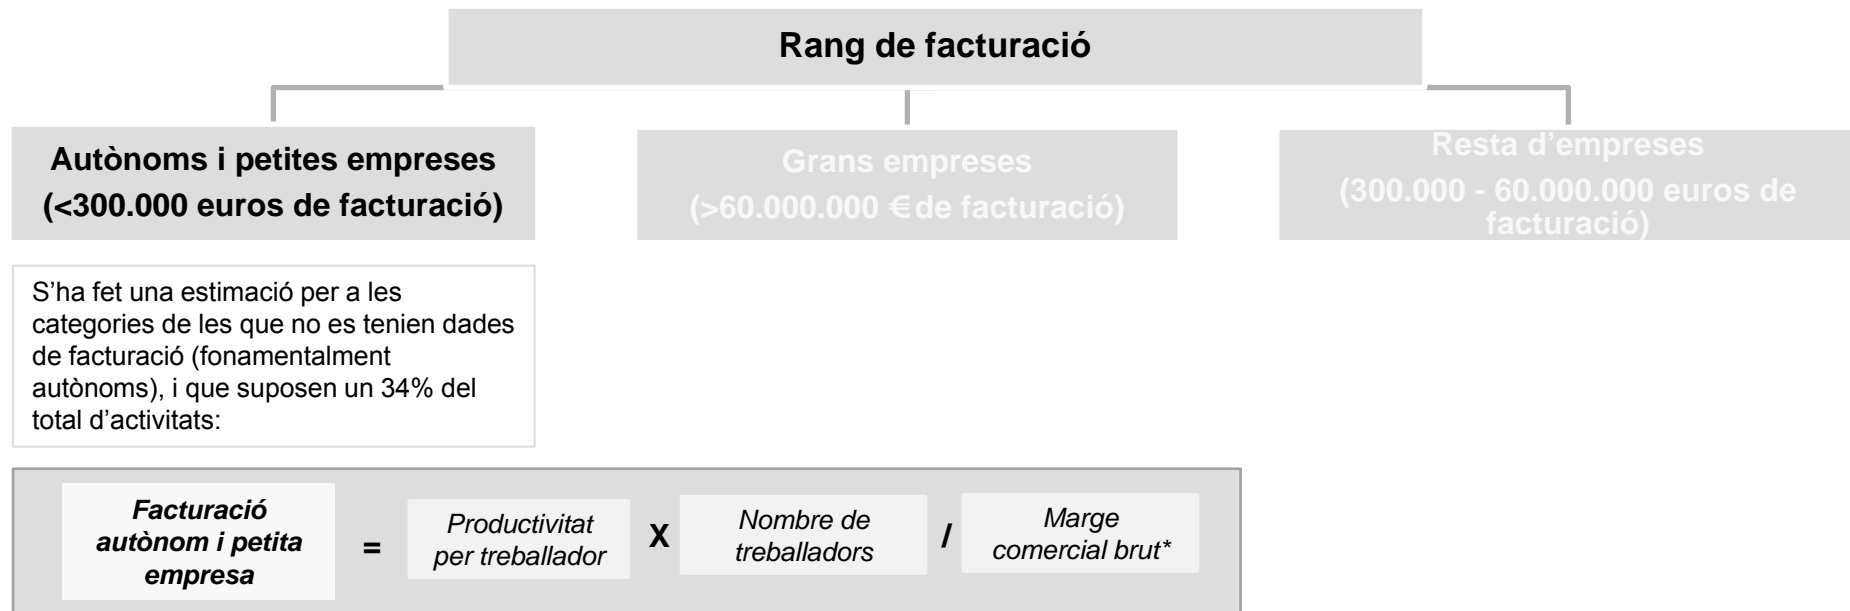 Rang de facturació
Autònoms i petites empreses
(<300.000 euros de facturació)
Grans empreses
(>60.000.000 €de facturació)
Resta d’empreses
(300.000 - 60.000.000 euros de
facturació)
S’ha fet una estimació per a les
categories de les que no es tenien dades
de facturació (fonamentalment
autònoms), i que suposen un 34% del
total d’activitats:
Facturació
autònom i petita
empresa
=
Productivitat
per treballador
X
Nombre de
treballadors
/
Marge
comercial brut*